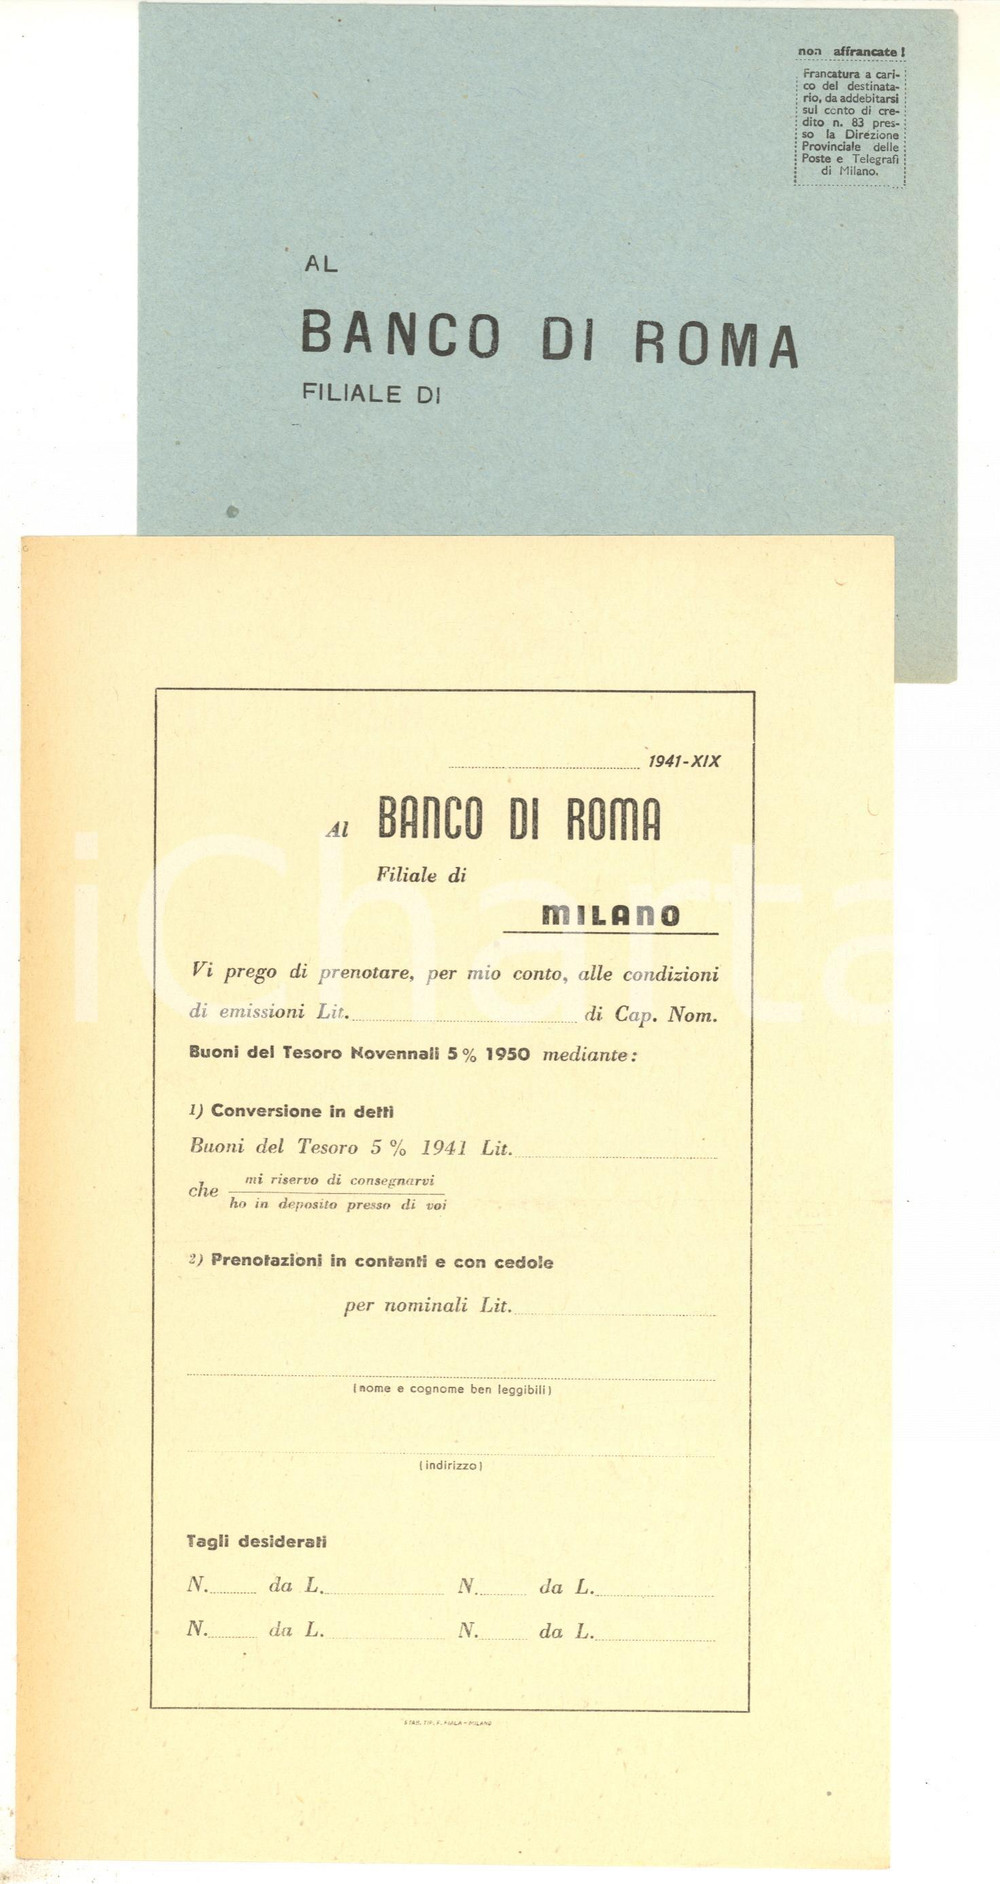 non affrancate !
Francatura a cari-
co del destinata-
rio, da addebitarsi
sul conto di cre-
dito n. 83 pres-
so la Direzione
Provinciale delle
Poste e Telegrafi
di Milano.
AL
BANCO DI ROMA
FILIALE DI
1941-XIX
Al BANCO DI ROMA
Filiale di
MILANO
Vi prego di prenotare, per mio conto, alle condizioni
di emissioni Lit. di Cap. Nom.
Buoni del Tesoro Novennali 5% 1950 mediante:
1) Conversione in detti
Buoni del Tesoro 5% 1941 Lit.
che mi riservo di consegnarvi
ho in deposito presso di voi
2) Prenotazioni in contanti e con cedole
per nominali Lit.
(nome e cognome ben leggibili)
(indirizzo)
Tagli desiderati
N. da L. N. da L.
N. da L. N. da L.
iCharta